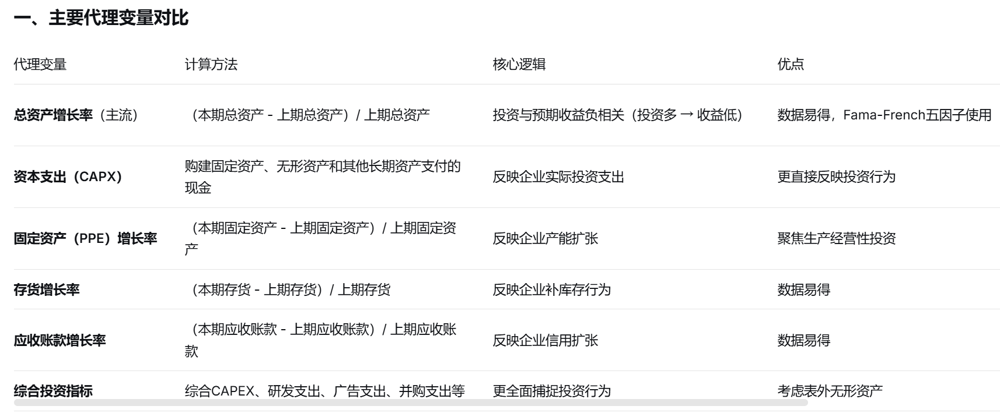 一、主要代理变量对比
代理变量 计算方法 核心逻辑 优点
总资产增长率（主流） （本期总资产 - 上期总资产）/ 上期总资产 投资与预期收益负相关（投资多 → 收益低） 数据易得，Fama-French五因子使用
资本支出（CAPX） 购建固定资产、无形资产和其他长期资产支付的
现金 反映企业实际投资支出 更直接反映投资行为
固定资产（PPE）增长率 （本期固定资产 - 上期固定资产）/ 上期固定资
产 反映企业产能扩张 聚焦生产经营性投资
存货增长率 （本期存货 - 上期存货）/ 上期存货 反映企业补库存行为 数据易得
应收账款增长率 （本期应收账款 - 上期应收账款）/ 上期应收账
款 反映企业信用扩张 数据易得
综合投资指标 综合CAPEX、研发支出、广告支出、并购支出等 更全面捕捉投资行为 考虑表外无形资产